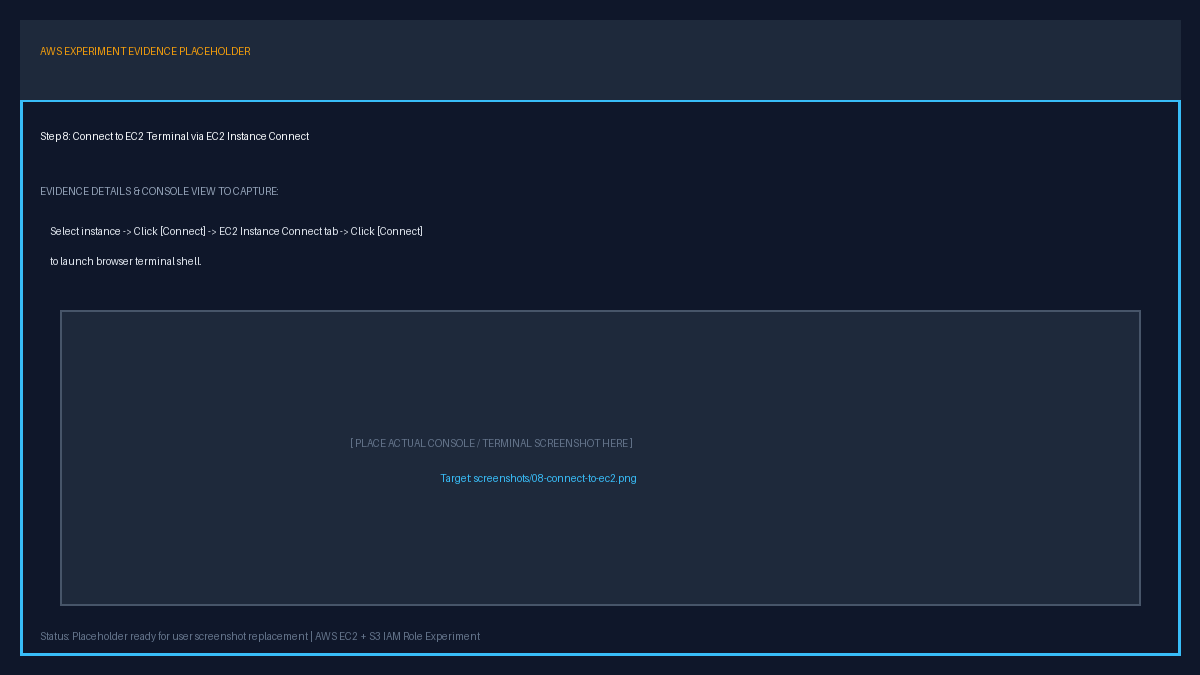 AWS EXPERIMENT EVIDENCE PLACEHOLDER
Step 8: Connect to EC2 Terminal via EC2 Instance Connect
EVIDENCE DETAILS & CONSOLE VIEW TO CAPTURE:
Select instance -> Click [Connect] -> EC2 Instance Connect tab -> Click [Connect]
to launch browser terminal shell.
[ PLACE ACTUAL CONSOLE / TERMINAL SCREENSHOT HERE ]
Target: screenshots/08-connect-to-ec2.png
Status: Placeholder ready for user screenshot replacement | AWS EC2 + S3 IAM Role Experiment